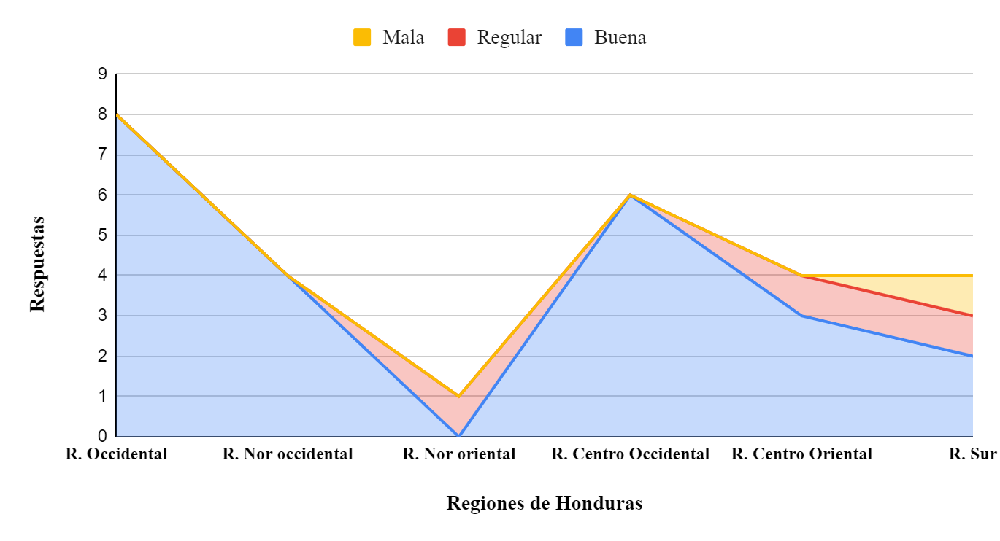 Mala Regular Buena
9
8
7
6
5
4
3
2
1
0
Respuestas
R. Occidental R. Nor occidental R. Nor oriental R. Centro Occidental R. Centro Oriental R. Sur
Regiones de Honduras